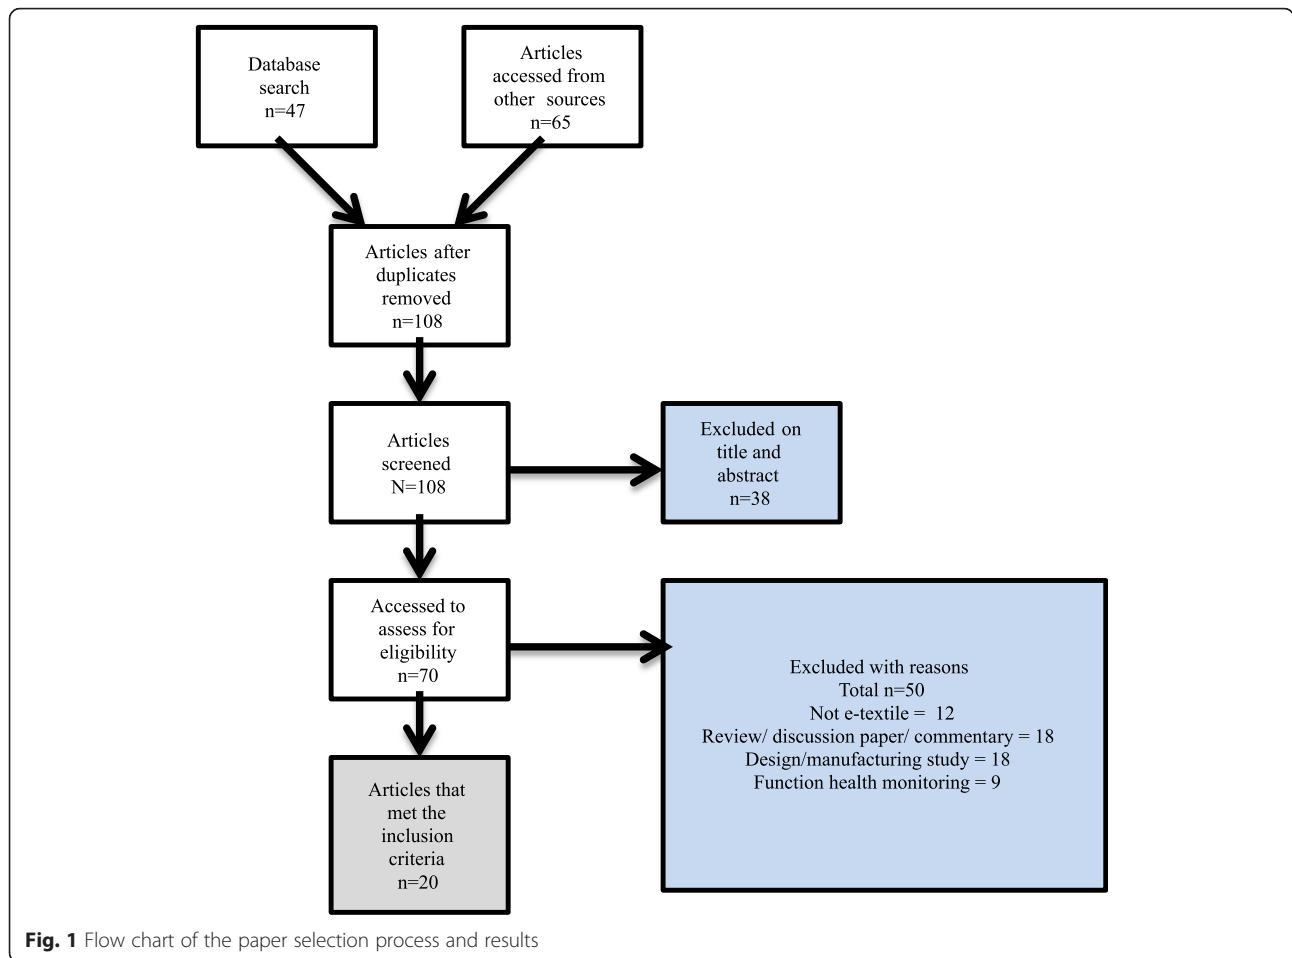 Database
search
n=47
Articles
accessed from
other sources
n=65
Articles after
duplicates
removed
n=108
Articles
screened
N=108
Excluded on
title and
abstract
n=38
Accessed to
assess for
eligibility
n=70
Excluded with reasons
Total n=50
Not e-textile = 12
Review/ discussion paper/ commentary = 18
Design/manufacturing study = 18
Function health monitoring = 9
Articles that
met the
inclusion
criteria
n=20
Fig. 1 Flow chart of the paper selection process and results